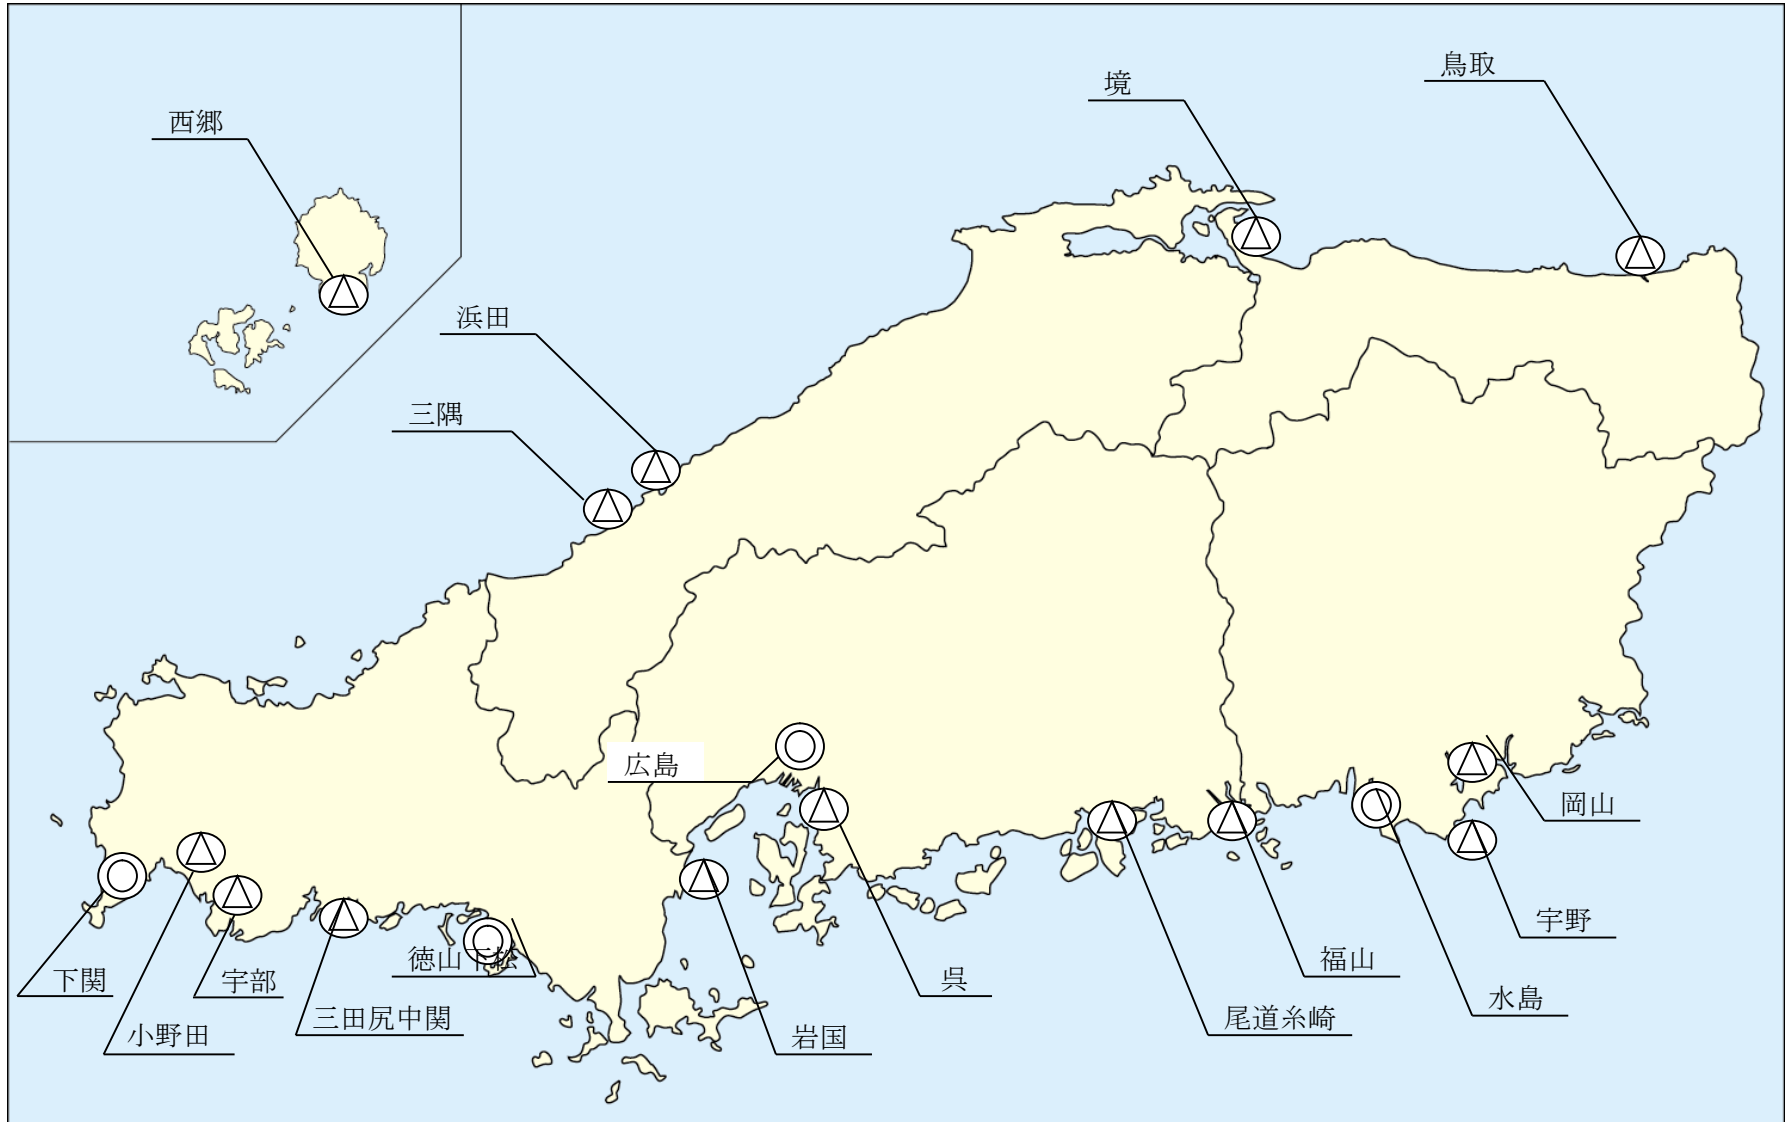 鳥取
境
西郷
浜田
三隅
広島
岡山
宇野
徳山下松
福山
下関
宇部
呉
水島
三田尻中関
尾道糸崎
小野田
岩国